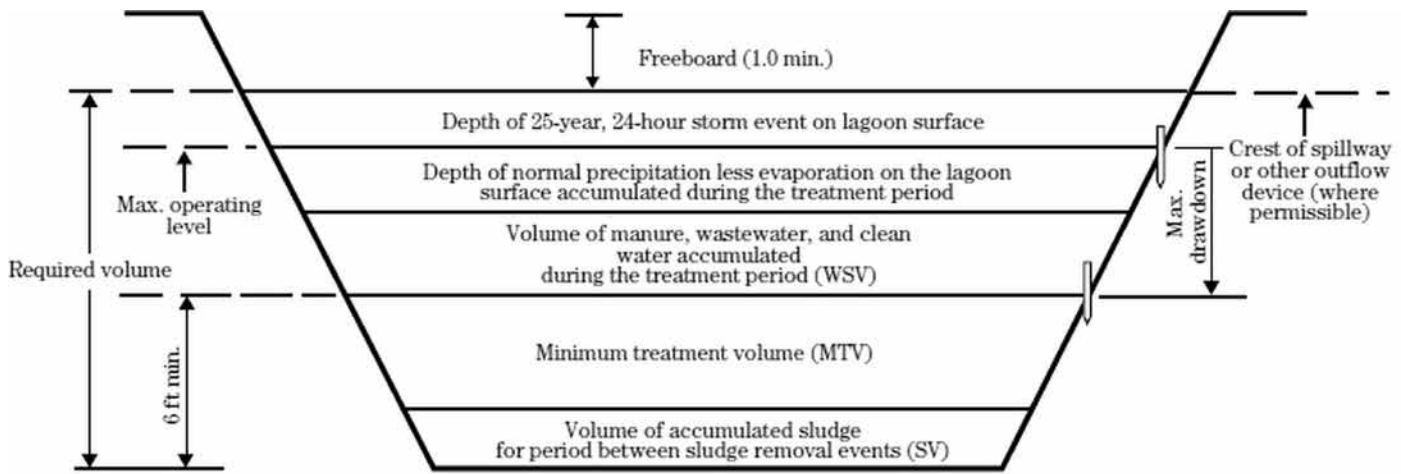 Freeboard (1.0 min.)
Depth of 25-year, 24-hour storm event on lagoon surface
Depth of normal precipitation less evaporation on the lagoon
surface accumulated during the treatment period
Max. operating
level
Volume of manure, wastewater, and clean
water accumulated
during the treatment period (WSV)
Max.
drawdown
Crest of spillway
or other outflow
device (where
permissible)
Required volume
6 ft min.
Minimum treatment volume (MTV)
Volume of accumulated sludge
for period between sludge removal events (SV)